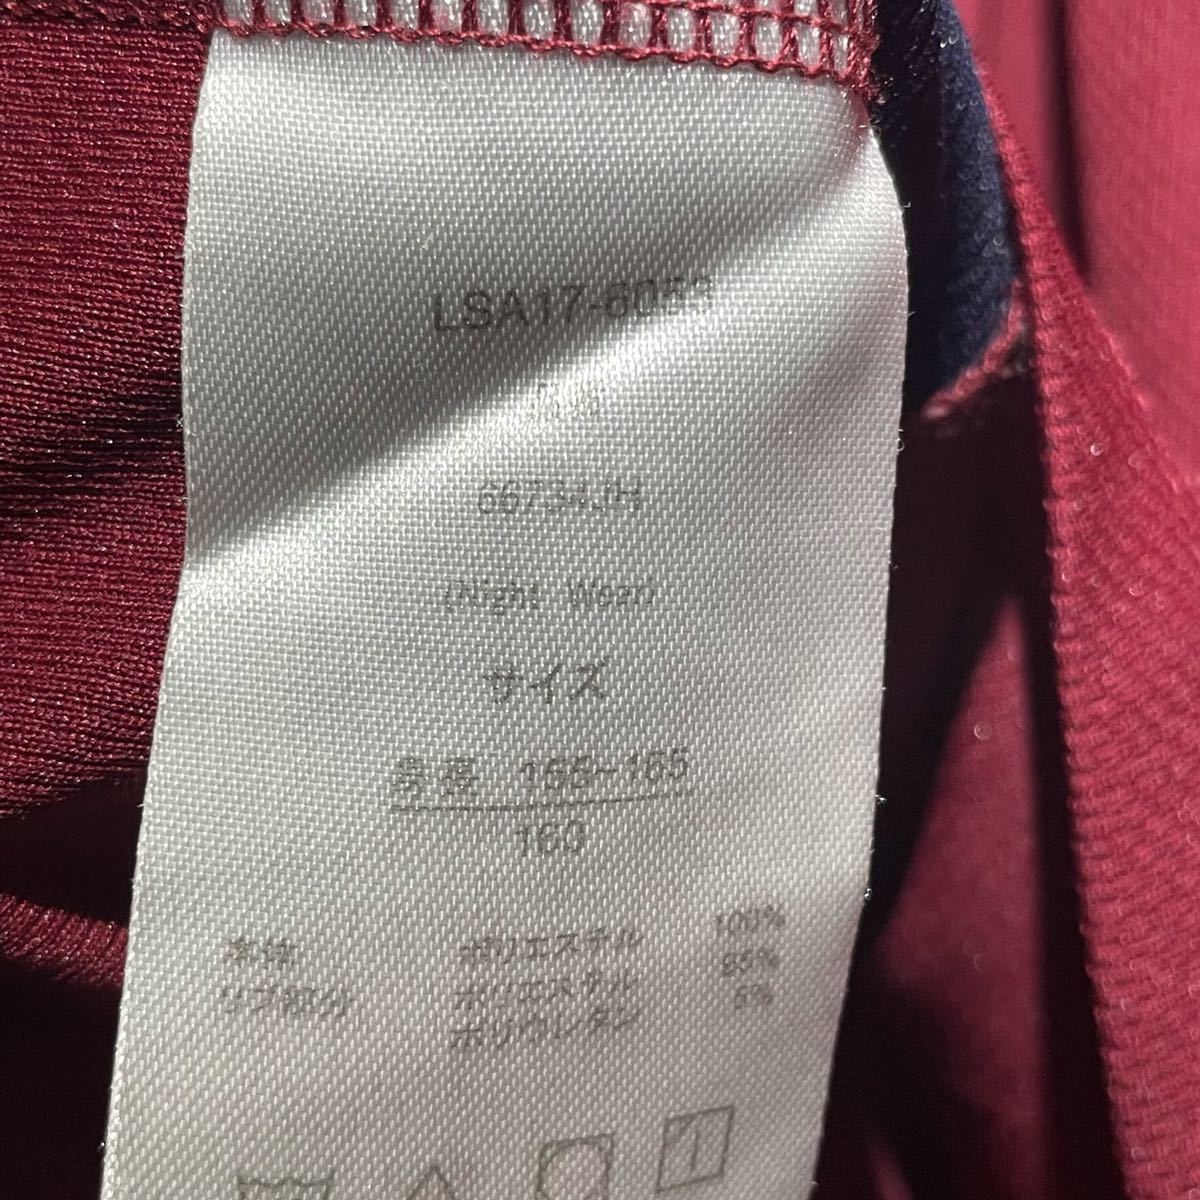 LSA17-6053
66734JH
(Night Wear)
サイズ
身長 155~165
160
本体 ポリエステル 100%
リブ部分 ポリエステル 95%
ポリウレタン 5%